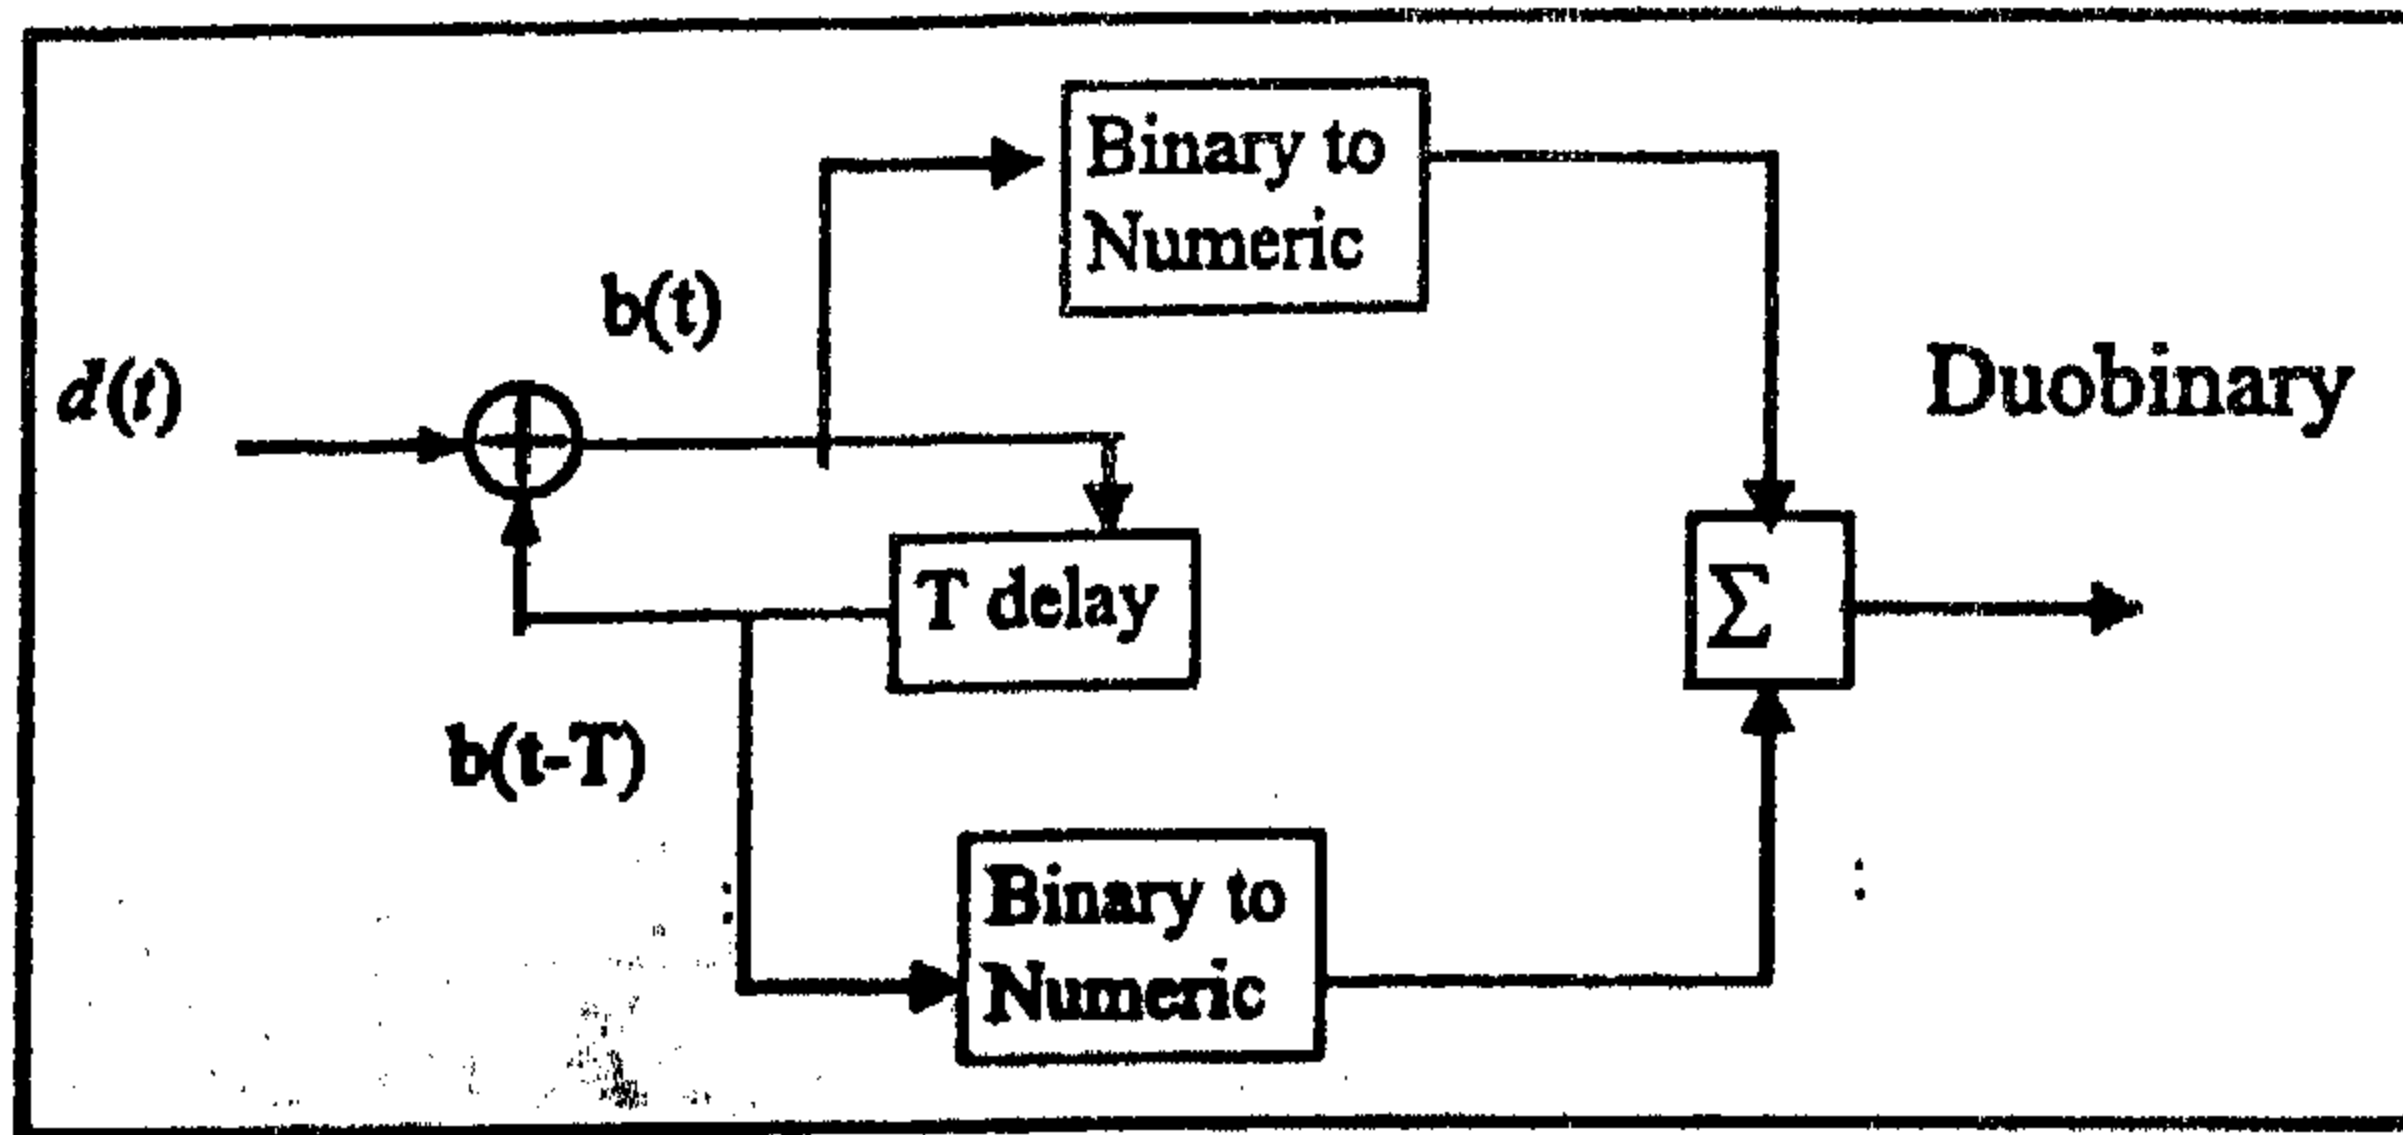 Binary to
Numeric
b(t)
d(t)
Duobinary
T delay
Σ
b(t-T)
Binary to
Numeric